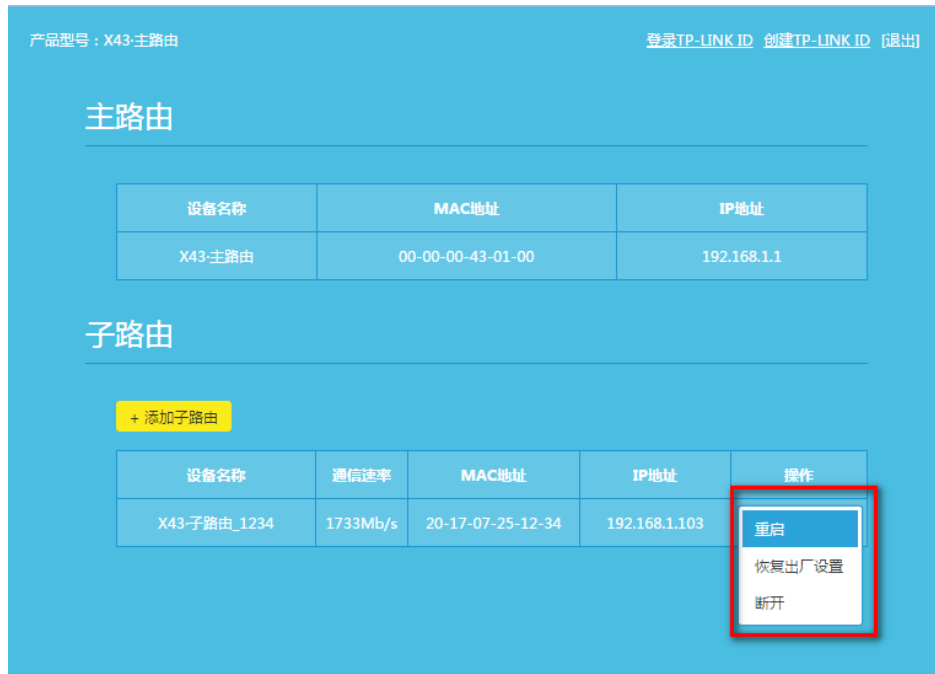 产品型号：X43·主路由 登录TP-LINK ID 创建TP-LINK ID [退出]
主路由
设备名称 MAC地址 IP地址
X43·主路由 00-00-00-43-01-00 192.168.1.1
子路由
+ 添加子路由
设备名称 通信速率 MAC地址 IP地址 操作
X43·子路由_1234 1733Mb/s 20-17-07-25-12-34 192.168.1.103 重启
恢复出厂设置
断开